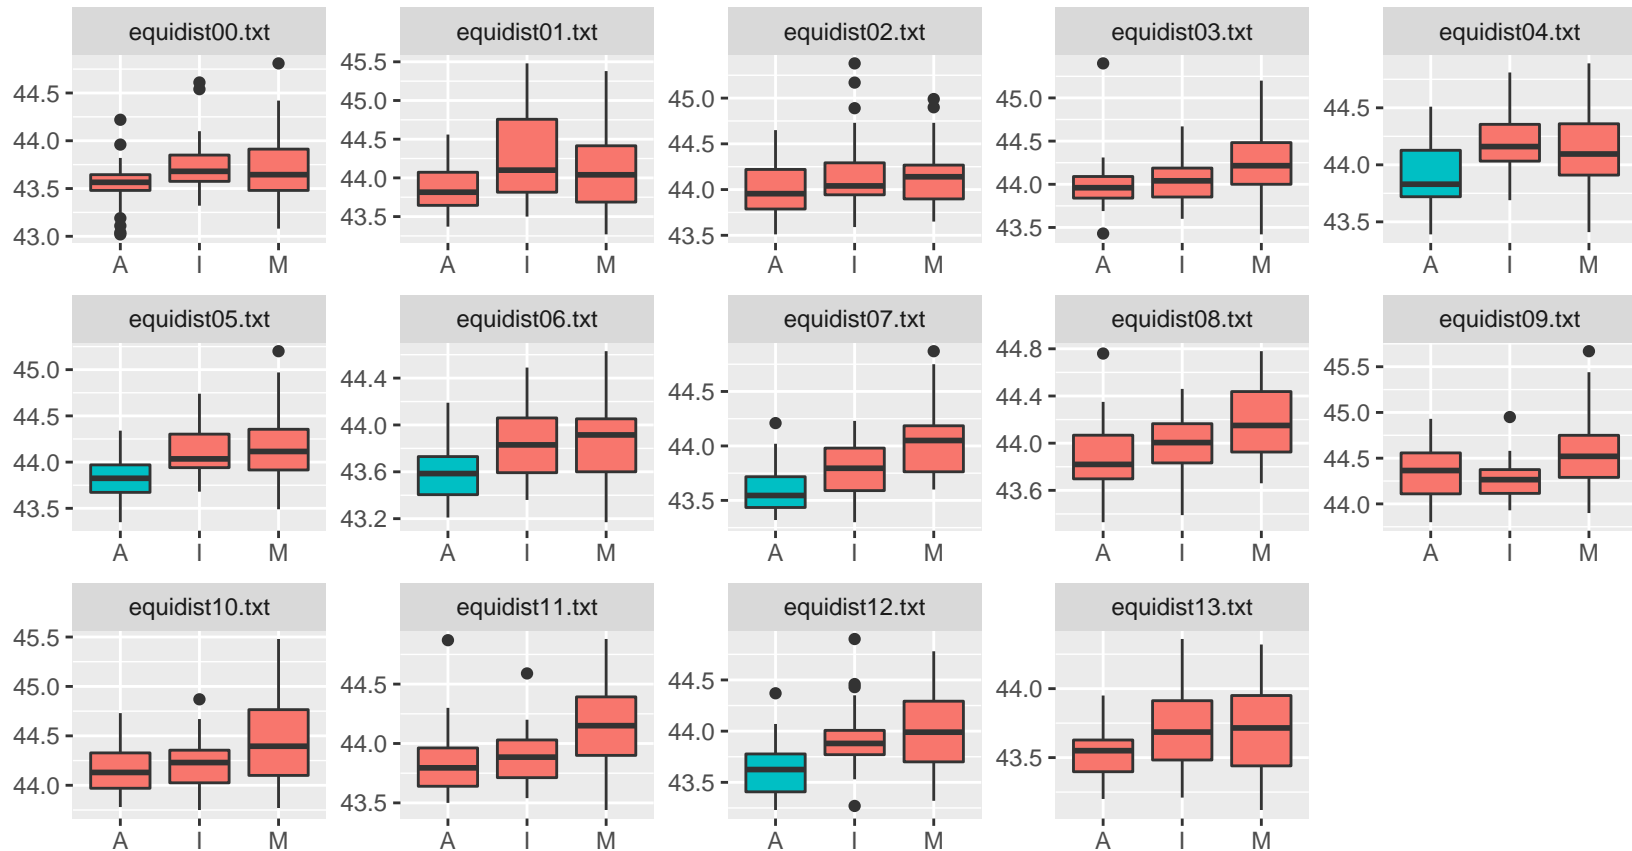 equidist00.txt equidist01.txt equidist02.txt equidist03.txt equidist04.txt
44.5 44.0 43.5 43.0
45.5 45.0 44.5 44.0 43.5
45.0 44.5 44.0 43.5
45.0 44.5 44.0 43.5
44.5 44.0 43.5
A I M A I M A I M A I M A I M
equidist05.txt equidist06.txt equidist07.txt equidist08.txt equidist09.txt
45.0 44.5 44.0 43.5
44.4 44.0 43.6 43.2
44.5 44.0 43.5
44.8 44.4 44.0 43.6
45.5 45.0 44.5 44.0
A I M A I M A I M A I M A I M
equidist10.txt equidist11.txt equidist12.txt equidist13.txt
45.5 45.0 44.5 44.0
44.5 44.0 43.5
44.5 44.0 43.5
44.0 43.5
A I M A I M A I M A I M